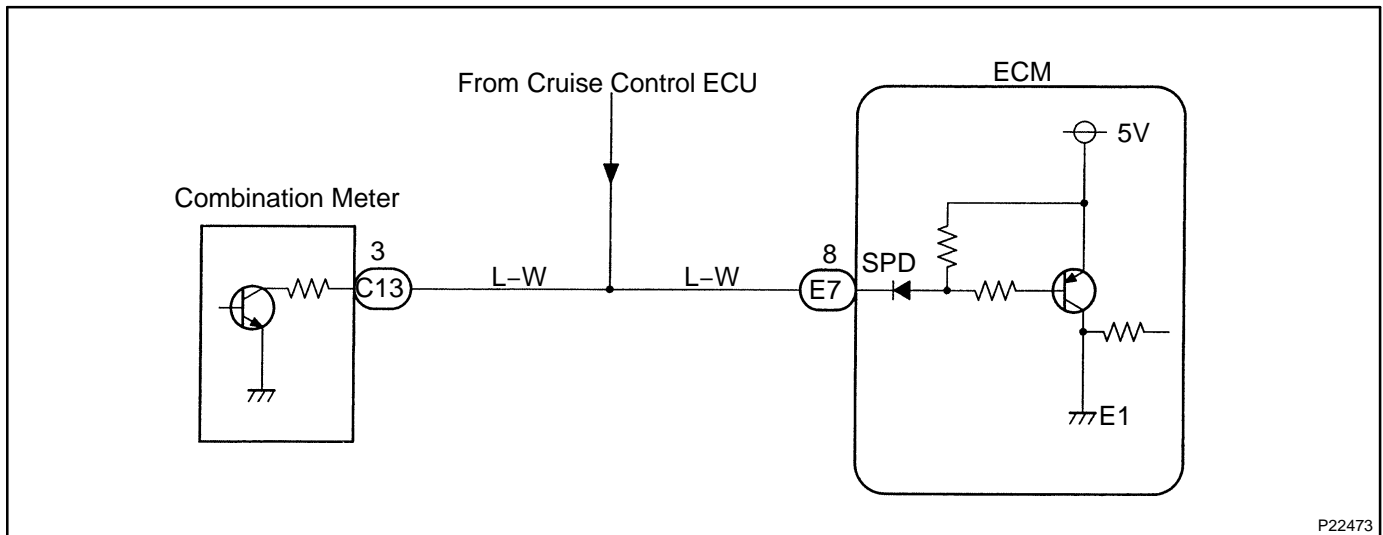 From Cruise Control ECU
ECM
5V
Combination Meter
3
C13
L–W
L–W
8
E7
SPD
E1
P22473